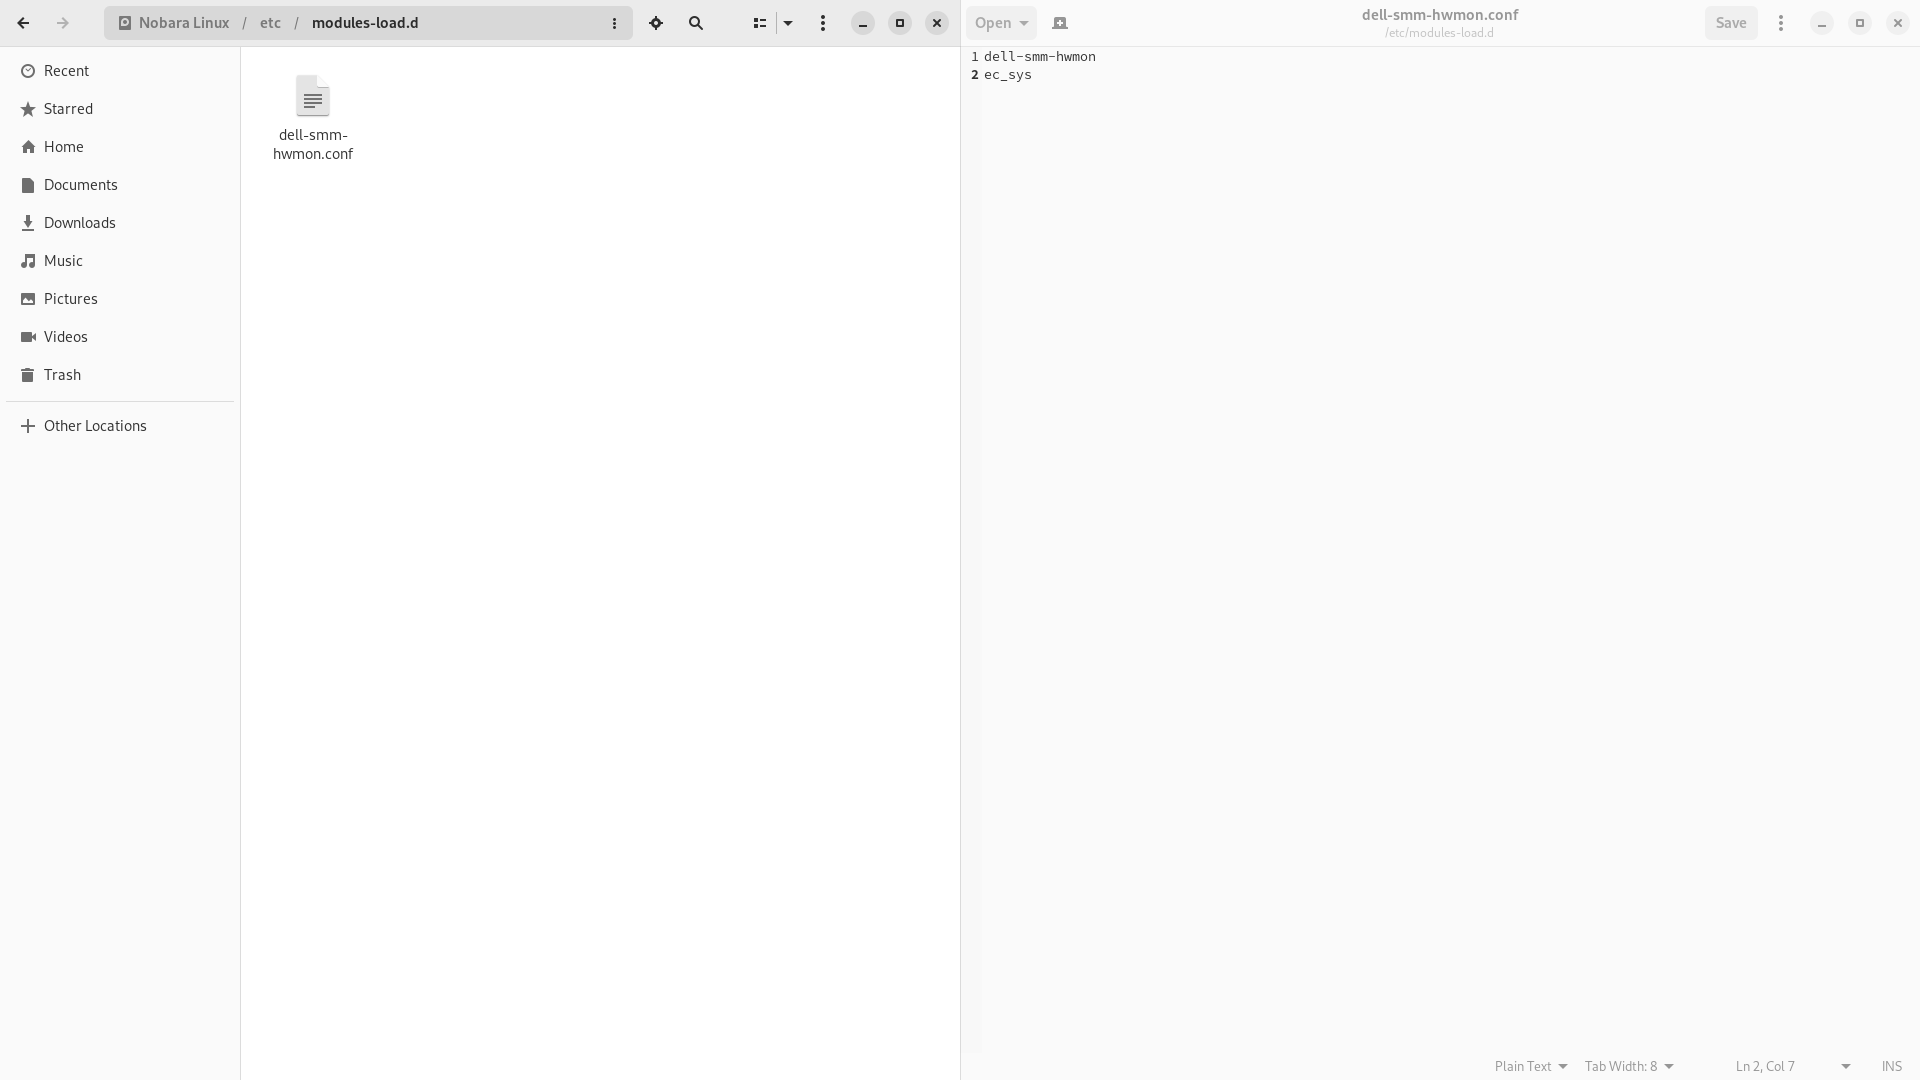 Nobara Linux / etc / modules-load.d
Recent
Starred
Home
Documents
Downloads
Music
Pictures
Videos
Trash
Other Locations
dell-smm-
hwmon.conf
Open
dell-smm-hwmon.conf
/etc/modules-load.d
Save
1 dell-smm-hwmon
2 ec_sys
Plain Text
Tab Width: 8
Ln 2, Col 7
INS